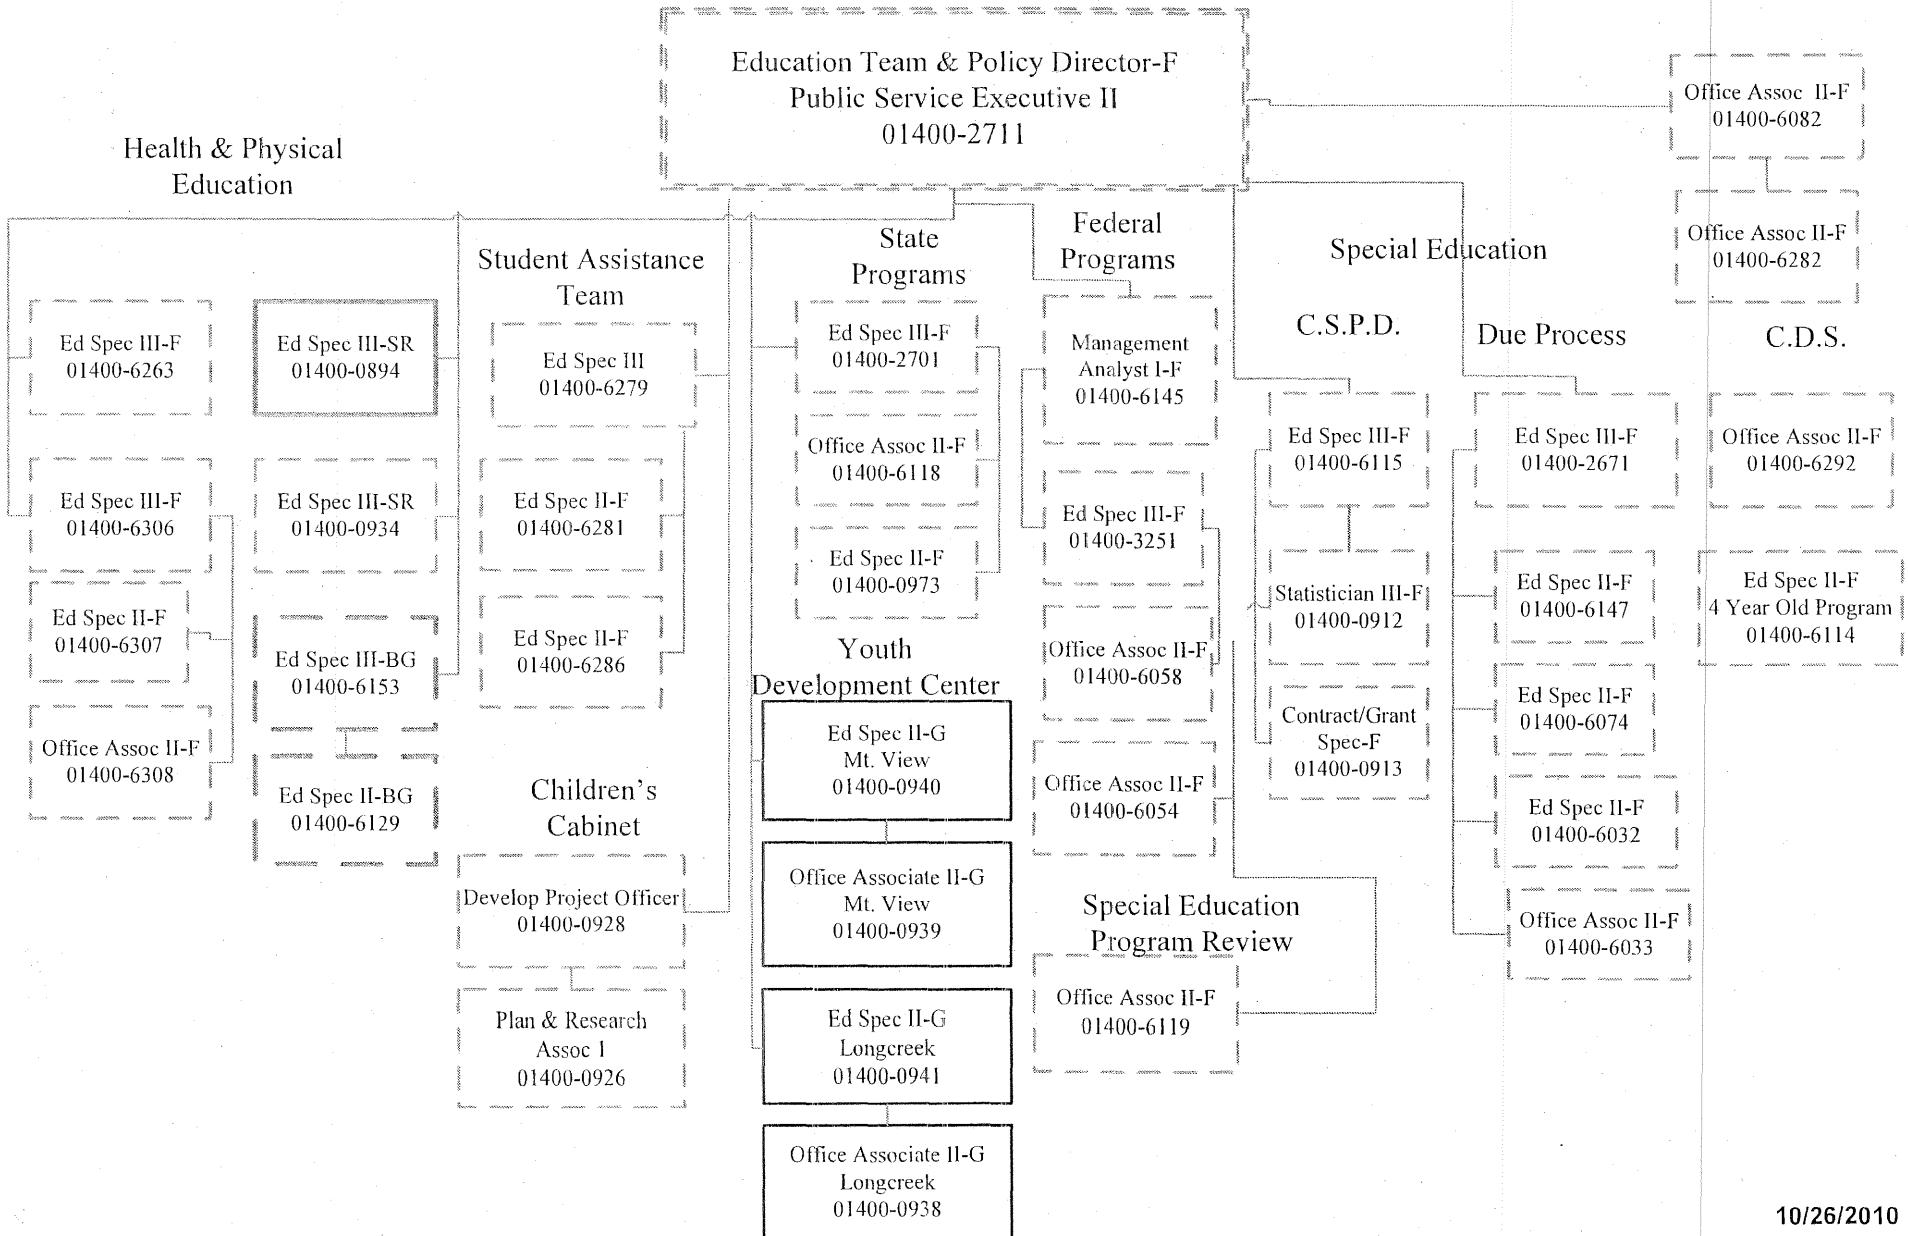 Education Team & Policy Director-F
Public Service Executive II
01400-2711
Office Assoc II-F
01400-6082
Office Assoc II-F
01400-6282
Health & Physical
Education
Ed Spec III-F
01400-6263
Ed Spec III-F
01400-6306
Ed Spec II-F
01400-6307
Office Assoc II-F
01400-6308
Ed Spec III-SR
01400-0894
Ed Spec III-SR
01400-0934
Ed Spec III-BG
01400-6153
Ed Spec II-BG
01400-6129
Student Assistance
Team
Ed Spec III
01400-6279
Ed Spec II-F
01400-6281
Ed Spec II-F
01400-6286
Children's
Cabinet
Develop Project Officer
01400-0928
Plan & Research
Assoc I
01400-0926
State
Programs
Ed Spec III-F
01400-2701
Office Assoc II-F
01400-6118
Ed Spec II-F
01400-0973
Youth
Development Center
Ed Spec II-G
Mt. View
01400-0940
Office Associate II-G
Mt. View
01400-0939
Ed Spec II-G
Longcreek
01400-0941
Office Associate II-G
Longcreek
01400-0938
Federal
Programs
Management
Analyst I-F
01400-6145
Ed Spec III-F
01400-3251
Office Assoc II-F
01400-6058
Office Assoc II-F
01400-6054
Special Education
Program Review
Office Assoc II-F
01400-6119
Special Education
C.S.P.D.
Ed Spec III-F
01400-6115
Statistician III-F
01400-0912
Contract/Grant
Spec-F
01400-0913
Due Process
Ed Spec III-F
01400-2671
Ed Spec II-F
01400-6147
Ed Spec II-F
01400-6074
Ed Spec II-F
01400-6032
Office Assoc II-F
01400-6033
C.D.S.
Office Assoc II-F
01400-6292
Ed Spec II-F
4 Year Old Program
01400-6114
10/26/2010